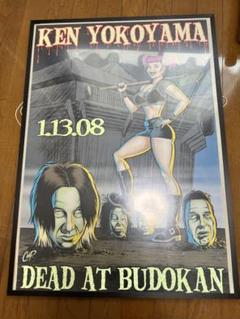 KEN YOKOYAMA
1.13.08
DEAD AT BUDOKAN